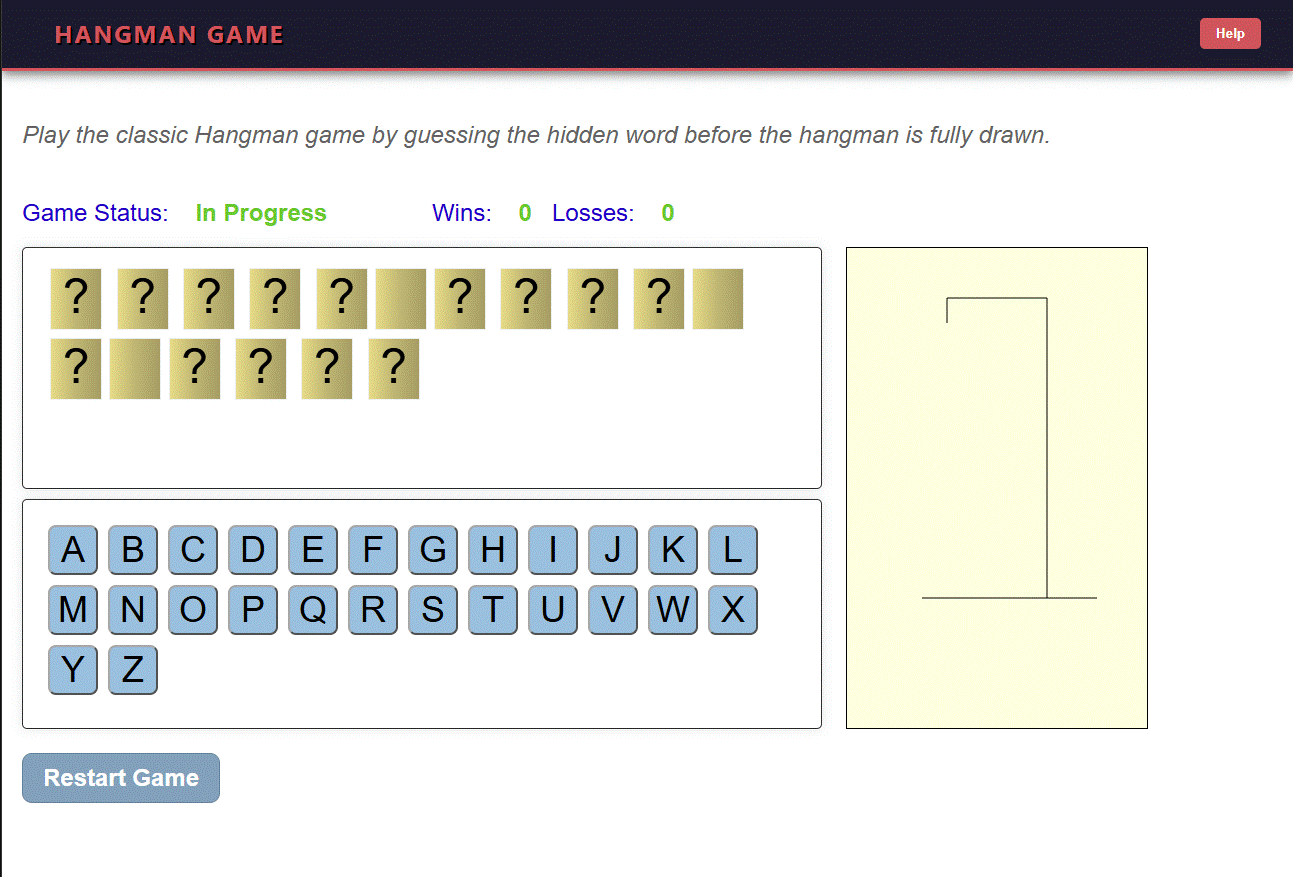 HANGMAN GAME Help
Play the classic Hangman game by guessing the hidden word before the hangman is fully drawn.
Game Status: In Progress Wins: 0 Losses: 0
? ? ? ? ? ? ? ? ?
? ? ? ? ?
A B C D E F G H I J K L
M N O P Q R S T U V W X
Y Z
Restart Game